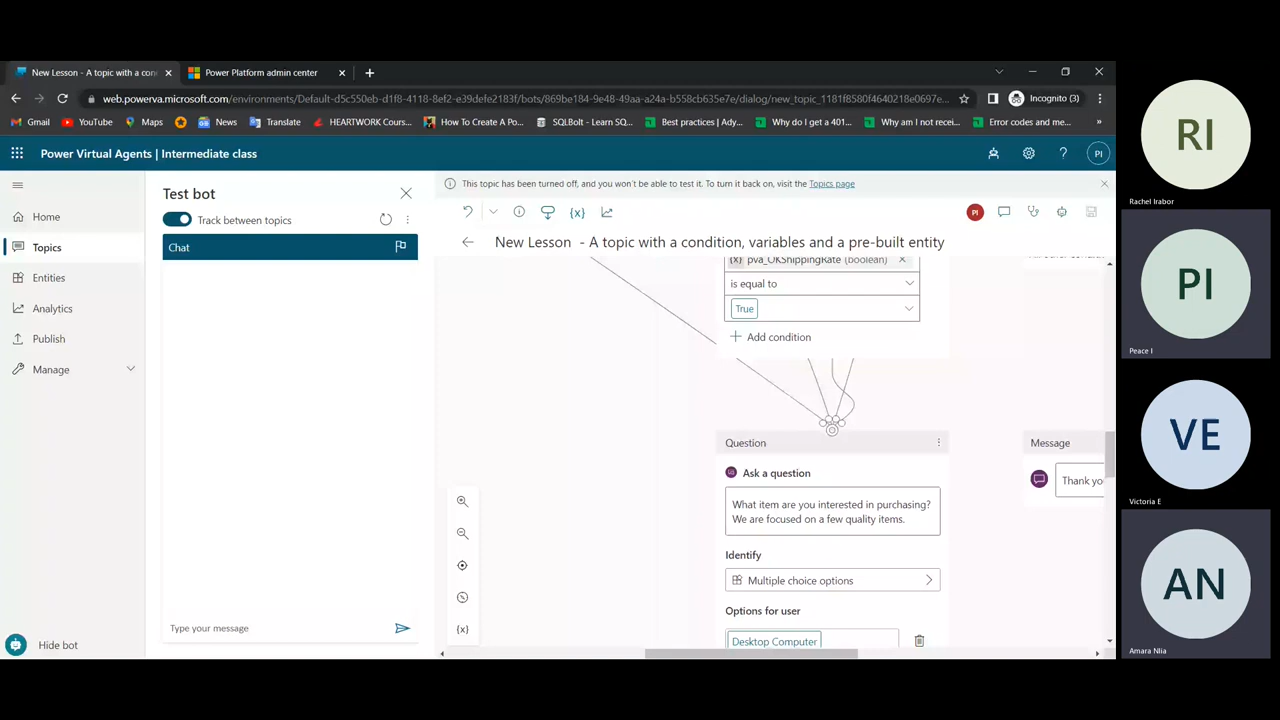 New Lesson - A topic with a con
Power Platform admin center
web.powerva.microsoft.com/environments/Default-d5c550eb-d1f8-4118-8ef2-e39defe2183f/bots/869be184-9e48-49aa-a24a-b558cb635e7e/dialog/new_topic_1181f8580f4640218e0697e...
Incognito (3)
Gmail
YouTube
Maps
News
Translate
HEARTWORK Cours...
How To Create A Po...
SQLBolt - Learn SQ...
Best practices | Ady...
Why do I get a 401...
Why am I not recei...
Error codes and me...
»
Power Virtual Agents | Intermediate class
PI
Home
Topics
Entities
Analytics
Publish
Manage
Hide bot
Test bot
Track between topics
Chat
Type your message
This topic has been turned off, and you won't be able to test it. To turn it back on, visit the Topics page
{x}
PI
New Lesson - A topic with a condition, variables and a pre-built entity
{x} pva_OKShippingRate (boolean)
is equal to
True
Add condition
Question
Ask a question
What item are you interested in purchasing?
We are focused on a few quality items.
Identify
Multiple choice options
Options for user
Desktop Computer
Message
Thank yo
{x}
RI
Rachel Irabor
PI
Peace I
VE
Victoria E
AN
Amara Nlia